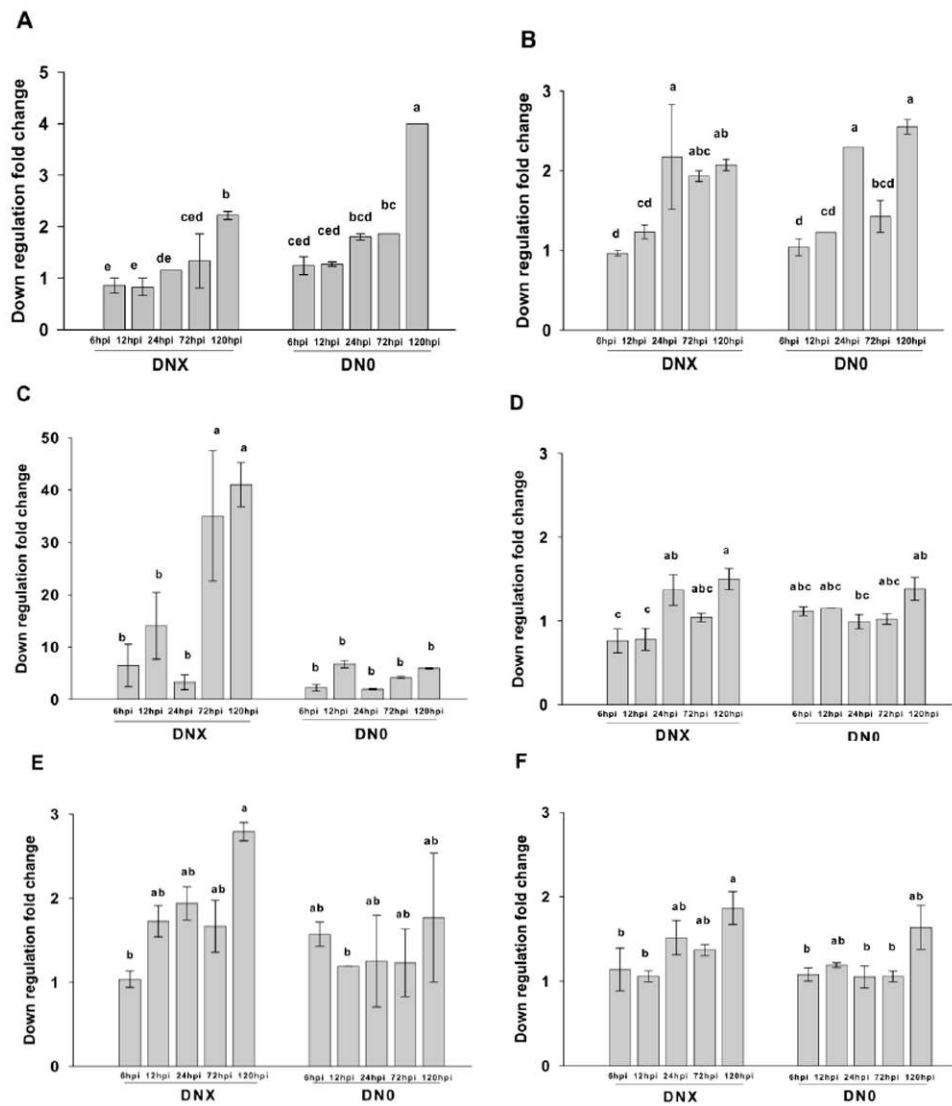 A
Down regulation fold change
5
4
3
2
1
0
e e de ced b
ced ced bcd bc a
6hpi 12hpi 24hpi 72hpi 120hpi
6hpi 12hpi 24hpi 72hpi 120hpi
DNX DN0
B
Down regulation fold change
3
2
1
0
d cd a abc ab
d cd a bcd a
6hpi 12hpi 24hpi 72hpi 120hpi
6hpi 12hpi 24hpi 72hpi 120hpi
DNX DN0
C
Down regulation fold change
50
40
30
20
10
0
b b b a a
b b b b b
6hpi 12hpi 24hpi 72hpi 120hpi
6hpi 12hpi 24hpi 72hpi 120hpi
DNX DN0
D
Down regulation fold change
3
2
1
0
c c ab abc a
abc abc bc abc ab
6hpi 12hpi 24hpi 72hpi 120hpi
6hpi 12hpi 24hpi 72hpi 120hpi
DNX DN0
E
Down regulation fold change
3
2
1
0
b ab ab ab a
ab b ab ab ab
6hpi 12hpi 24hpi 72hpi 120hpi
6hpi 12hpi 24hpi 72hpi 120hpi
DNX DN0
F
Down regulation fold change
3
2
1
0
b b ab ab a
b ab b b ab
6hpi 12hpi 24hpi 72hpi 120hpi
6hpi 12hpi 24hpi 72hpi 120hpi
DNX DN0